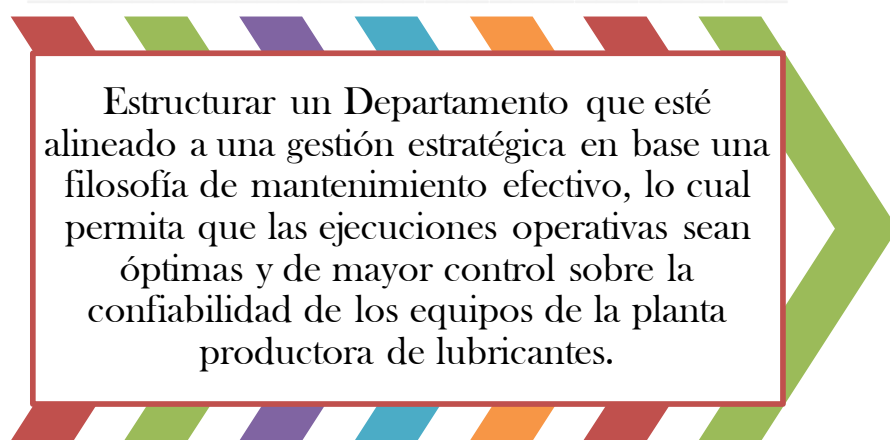 Estructurar un Departamento que esté
alineado a una gestión estratégica en base una
filosofía de mantenimiento efectivo, lo cual
permita que las ejecuciones operativas sean
óptimas y de mayor control sobre la
confiabilidad de los equipos de la planta
productora de lubricantes.